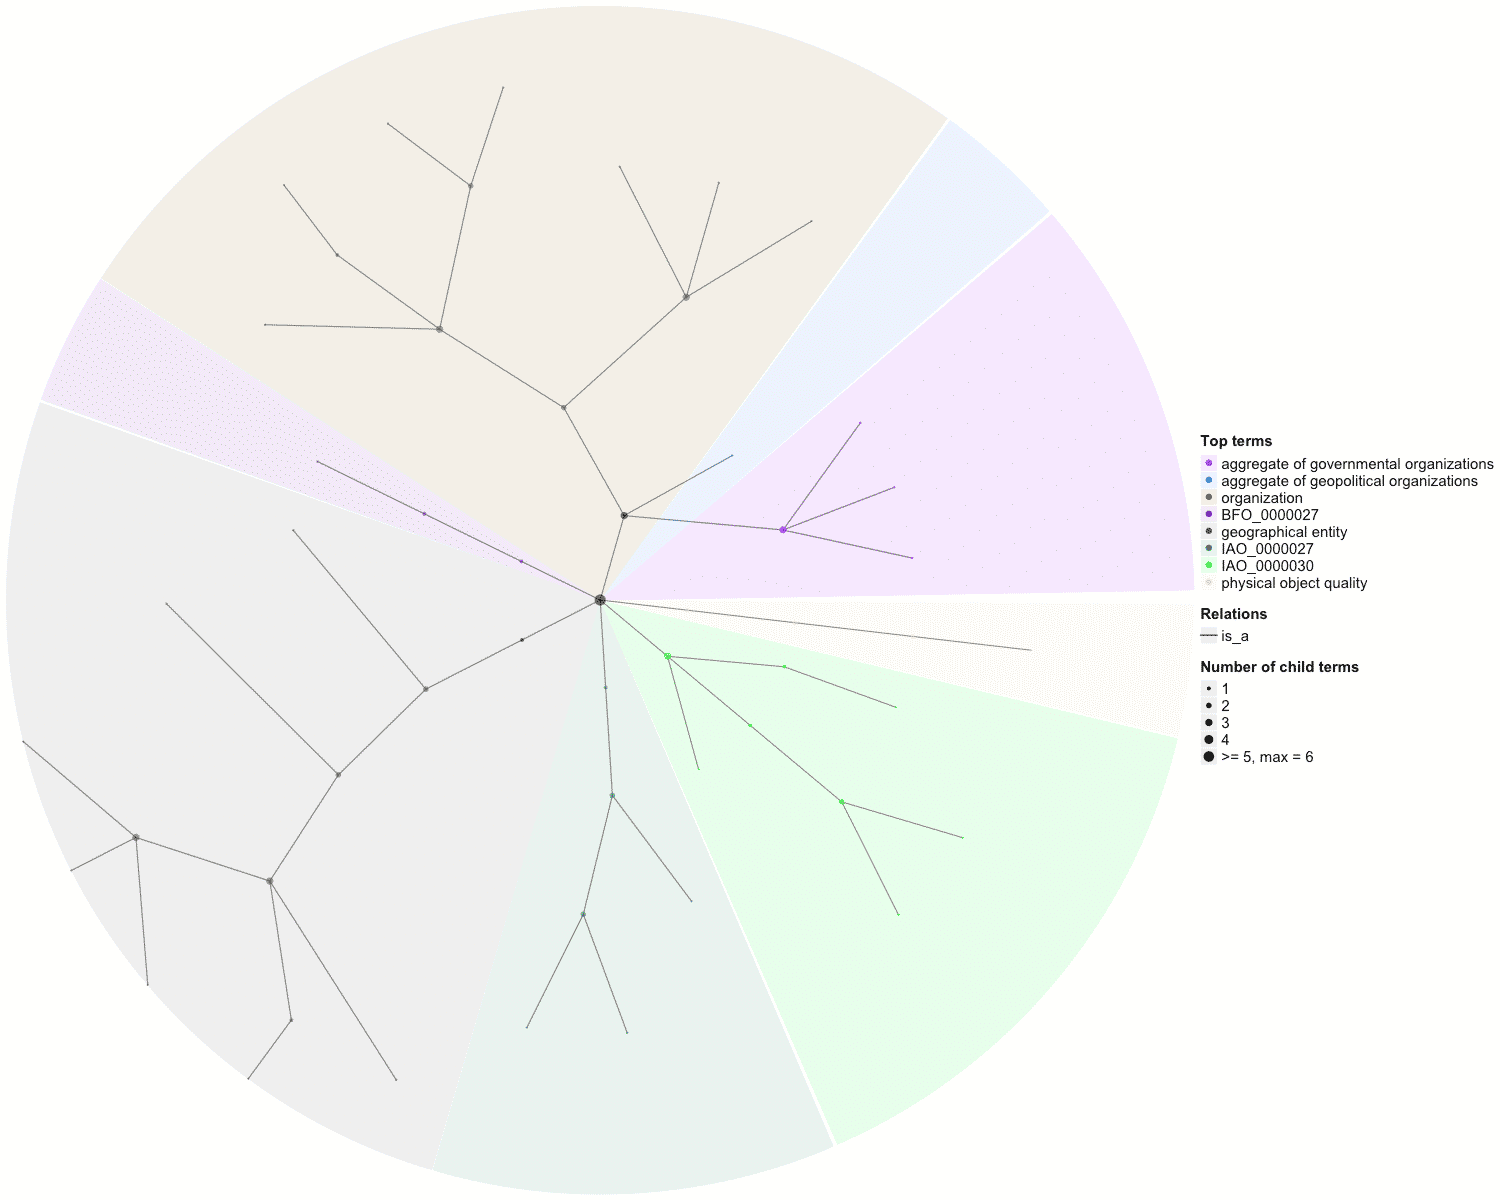 Top terms
aggregate of governmental organizations
aggregate of geopolitical organizations
organization
BFO_0000027
geographical entity
IAO_0000027
IAO_0000030
physical object quality
Relations
is_a
Number of child terms
1
2
3
4
>= 5, max = 6